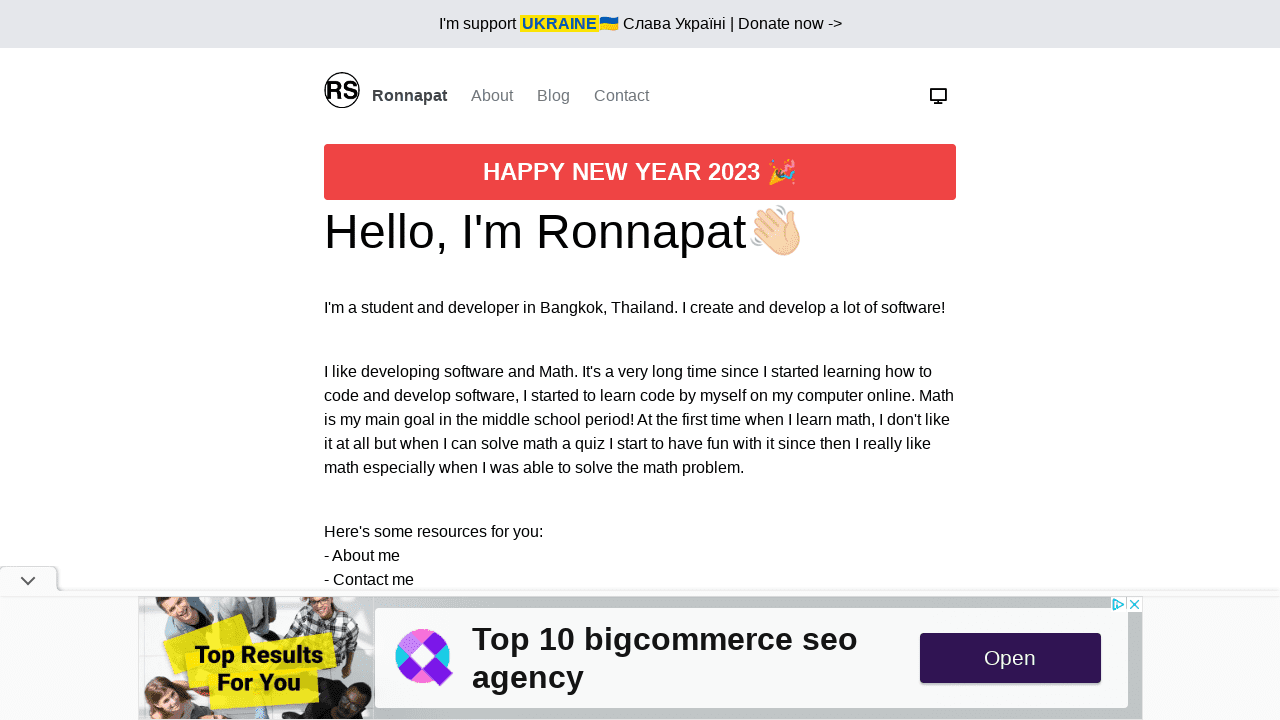 I'm support UKRAINE🇺🇦 Слава Україні | Donate now ->
RS Ronnapat About Blog Contact
HAPPY NEW YEAR 2023 🎉
Hello, I'm Ronnapat👋🏻
I'm a student and developer in Bangkok, Thailand. I create and develop a lot of software!
I like developing software and Math. It's a very long time since I started learning how to
code and develop software, I started to learn code by myself on my computer online. Math
is my main goal in the middle school period! At the first time when I learn math, I don't like
it at all but when I can solve math a quiz I start to have fun with it since then I really like
math especially when I was able to solve the math problem.
Here's some resources for you:
- About me
- Contact me
Top Results
For You
Top 10 bigcommerce seo
agency
Open